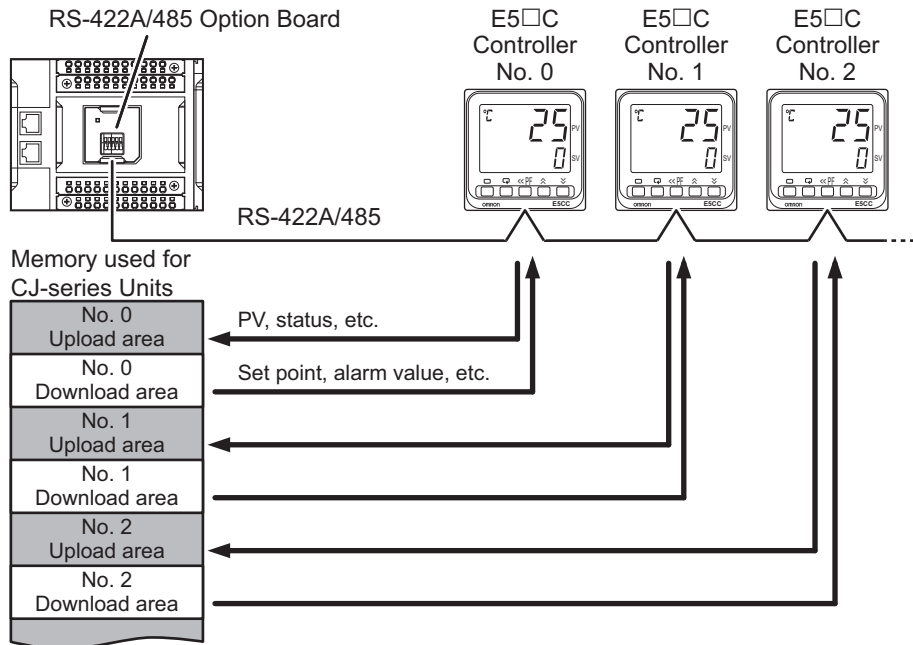 RS-422A/485 Option Board
E5□C
Controller
No. 0
E5□C
Controller
No. 1
E5□C
Controller
No. 2
℃
25
PV
0
SV
PF
omron
E5CC
℃
25
PV
0
SV
PF
omron
E5CC
℃
25
PV
0
SV
PF
omron
E5CC
RS-422A/485
Memory used for
CJ-series Units
No. 0
Upload area
PV, status, etc.
No. 0
Download area
Set point, alarm value, etc.
No. 1
Upload area
No. 1
Download area
No. 2
Upload area
No. 2
Download area